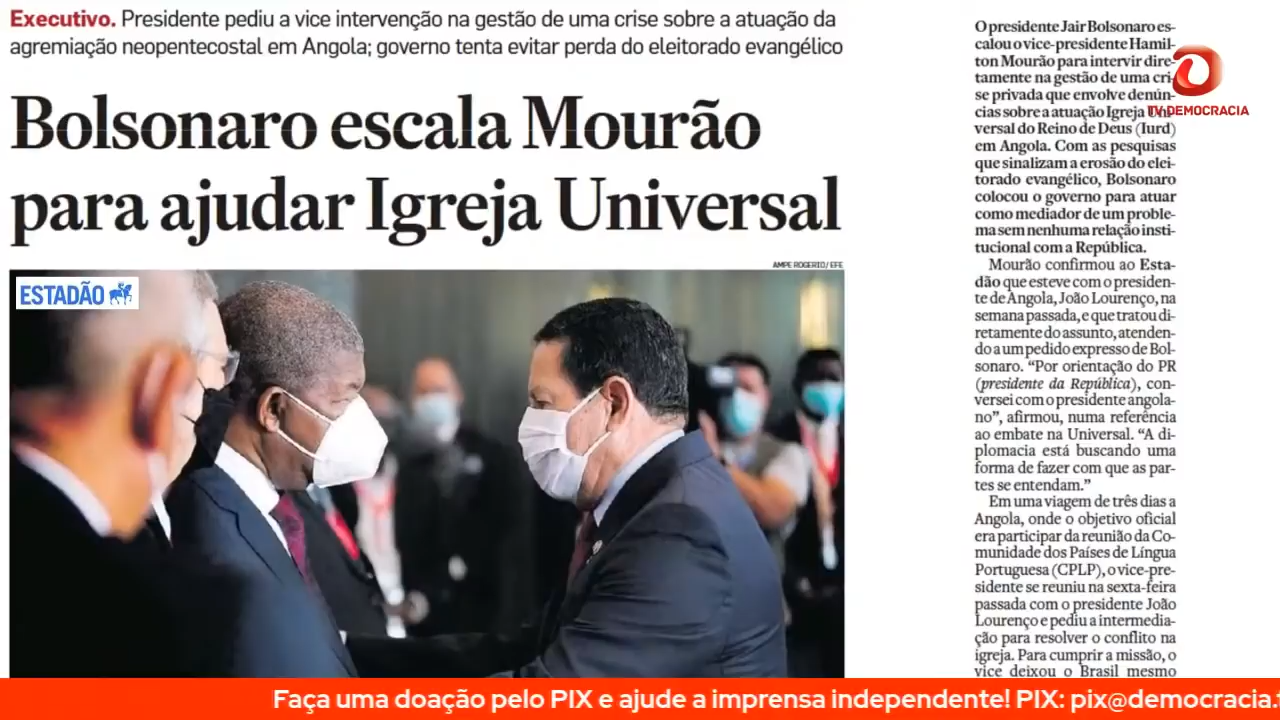 Executivo. Presidente pediu a vice intervenção na gestão de uma crise sobre a atuação da
agremiação neopentecostal em Angola; governo tenta evitar perda do eleitorado evangélico
Bolsonaro escala Mourão
para ajudar Igreja Universal
AMPE ROGERIO/ EFE
ESTADÃO
O presidente Jair Bolsonaro es-
calou o vice-presidente Hamil-
ton Mourão para intervir dire-
tamente na gestão de uma cri-
se privada que envolve denún-
cias sobre a atuação Igreja Uni-
versal do Reino de Deus (Iurd)
em Angola. Com as pesquisas
que sinalizam a erosão do elei-
torado evangélico, Bolsonaro
colocou o governo para atuar
como mediador de um proble-
ma sem nenhuma relação insti-
tucional com a República.
Mourão confirmou ao Esta-
dão que esteve com o presiden-
te de Angola, João Lourenço, na
semana passada, e que tratou di-
retamente do assunto, atenden-
do a um pedido expresso de Bol-
sonaro. “Por orientação do PR
(presidente da República), con-
versei com o presidente angola-
no”, afirmou, numa referência
ao embate na Universal. “A di-
plomacia está buscando uma
forma de fazer com que as par-
tes se entendam.”
Em uma viagem de três dias a
Angola, onde o objetivo oficial
era participar da reunião da Co-
munidade dos Países de Língua
Portuguesa (CPLP), o vice-pre-
sidente se reuniu na sexta-feira
passada com o presidente João
Lourenço e pediu a intermedia-
ção para resolver o conflito na
igreja. Para cumprir a missão, o
vice deixou o Brasil mesmo
TV DEMOCRACIA
Faça uma doação pelo PIX e ajude a imprensa independente! PIX: pix@democracia.